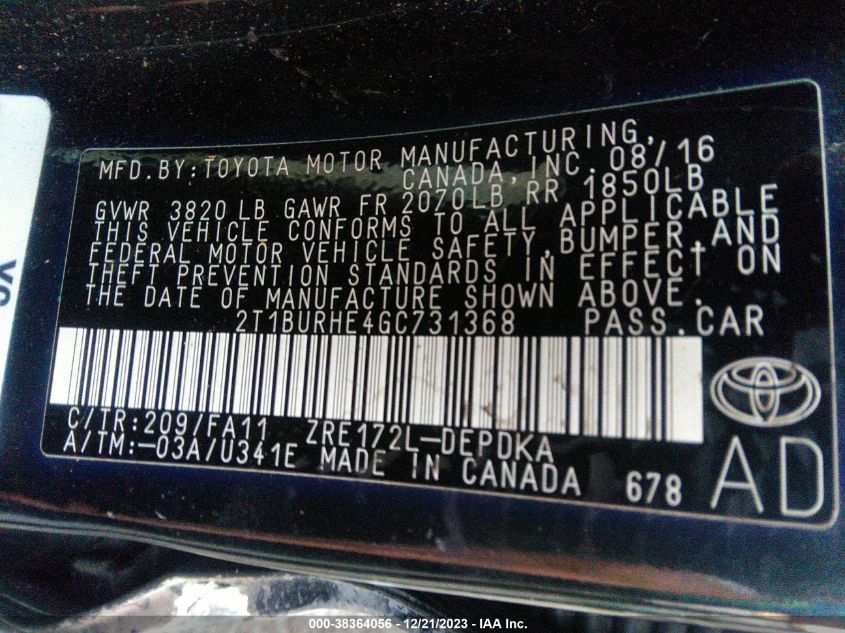 MFD.BY:TOYOTA MOTOR MANUFACTURING,
CANADA,INC. 08/16
GVWR 3820 LB GAWR FR 2070LB RR 1850LB
THIS VEHICLE CONFORMS TO ALL APPLICABLE
FEDERAL MOTOR VEHICLE SAFETY,BUMPER,AND
THEFT PREVENTION STANDARDS IN EFFECT ON
THE DATE OF MANUFACTURE SHOWN ABOVE.
2T1BURHE4GC731368 PASS.CAR
C/TR:209/FA11 ZRE172L-DEPDKA
A/TM:-03A/U341E MADE IN CANADA 678
AD
000-38364056 - 12/21/2023 - IAA Inc.